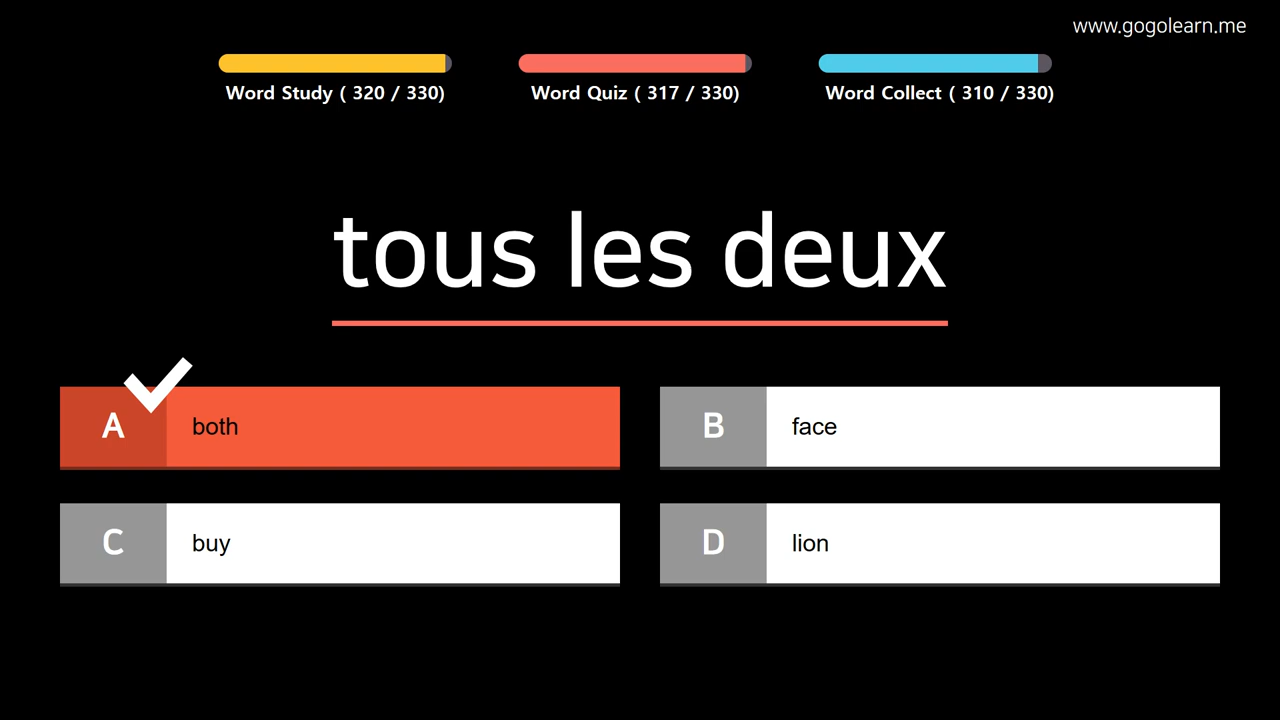 www.gogolearn.me
Word Study ( 320 / 330)
Word Quiz ( 317 / 330)
Word Collect ( 310 / 330)
tous les deux
A both
B face
C buy
D lion